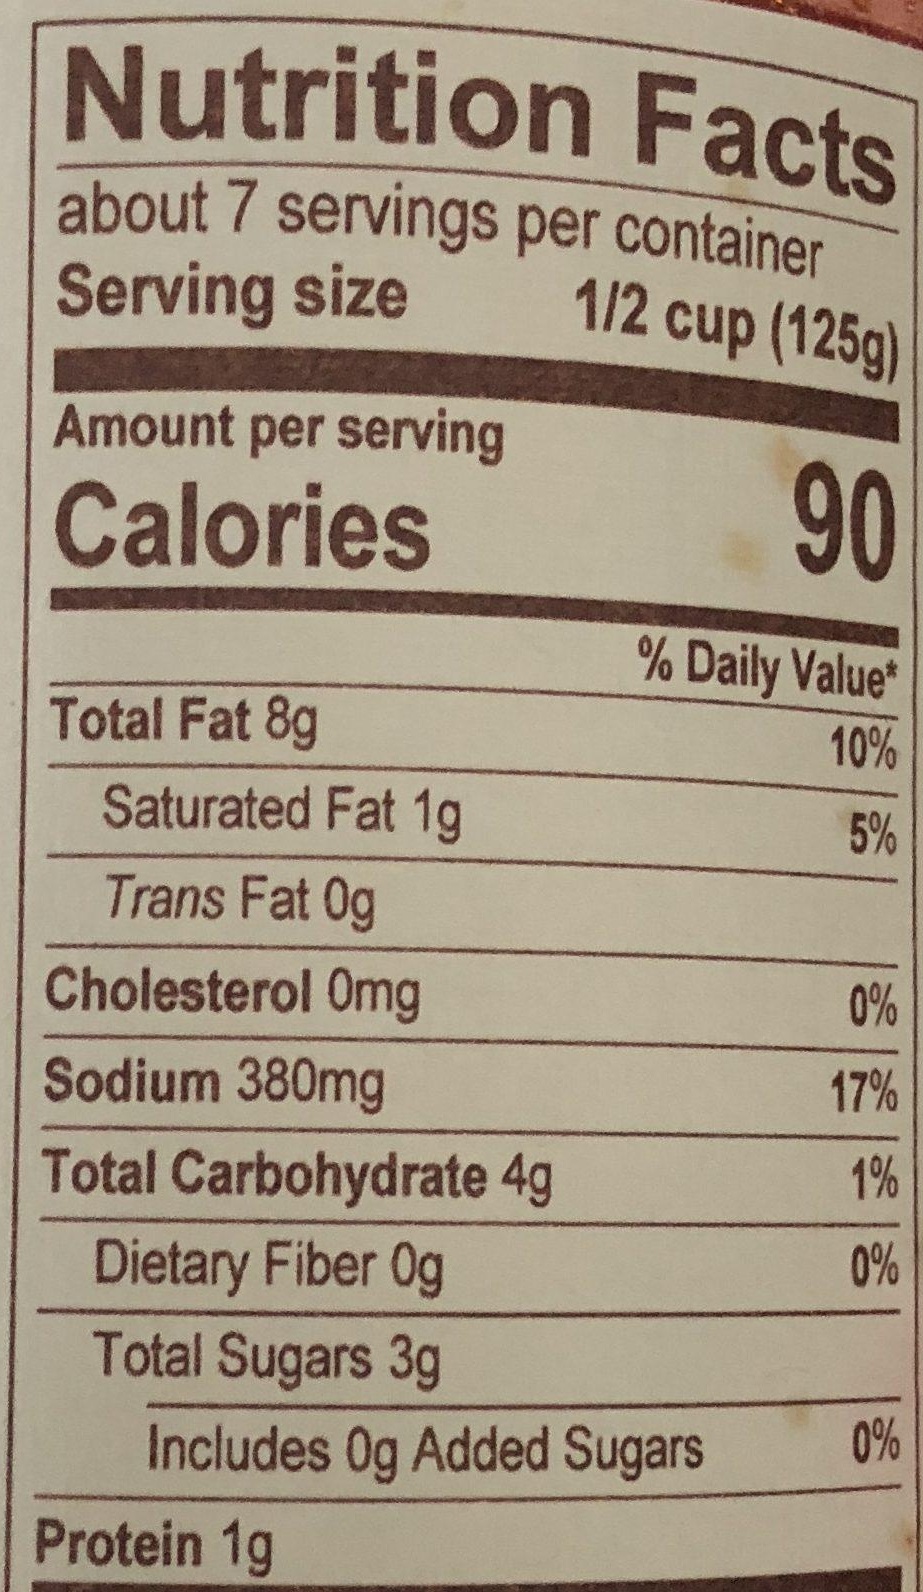 Nutrition Facts
about 7 servings per container
Serving size 1/2 cup (125g)
Amount per serving
Calories 90
% Daily Value*
Total Fat 8g 10%
Saturated Fat 1g 5%
Trans Fat 0g
Cholesterol 0mg 0%
Sodium 380mg 17%
Total Carbohydrate 4g 1%
Dietary Fiber 0g 0%
Total Sugars 3g
Includes 0g Added Sugars 0%
Protein 1g